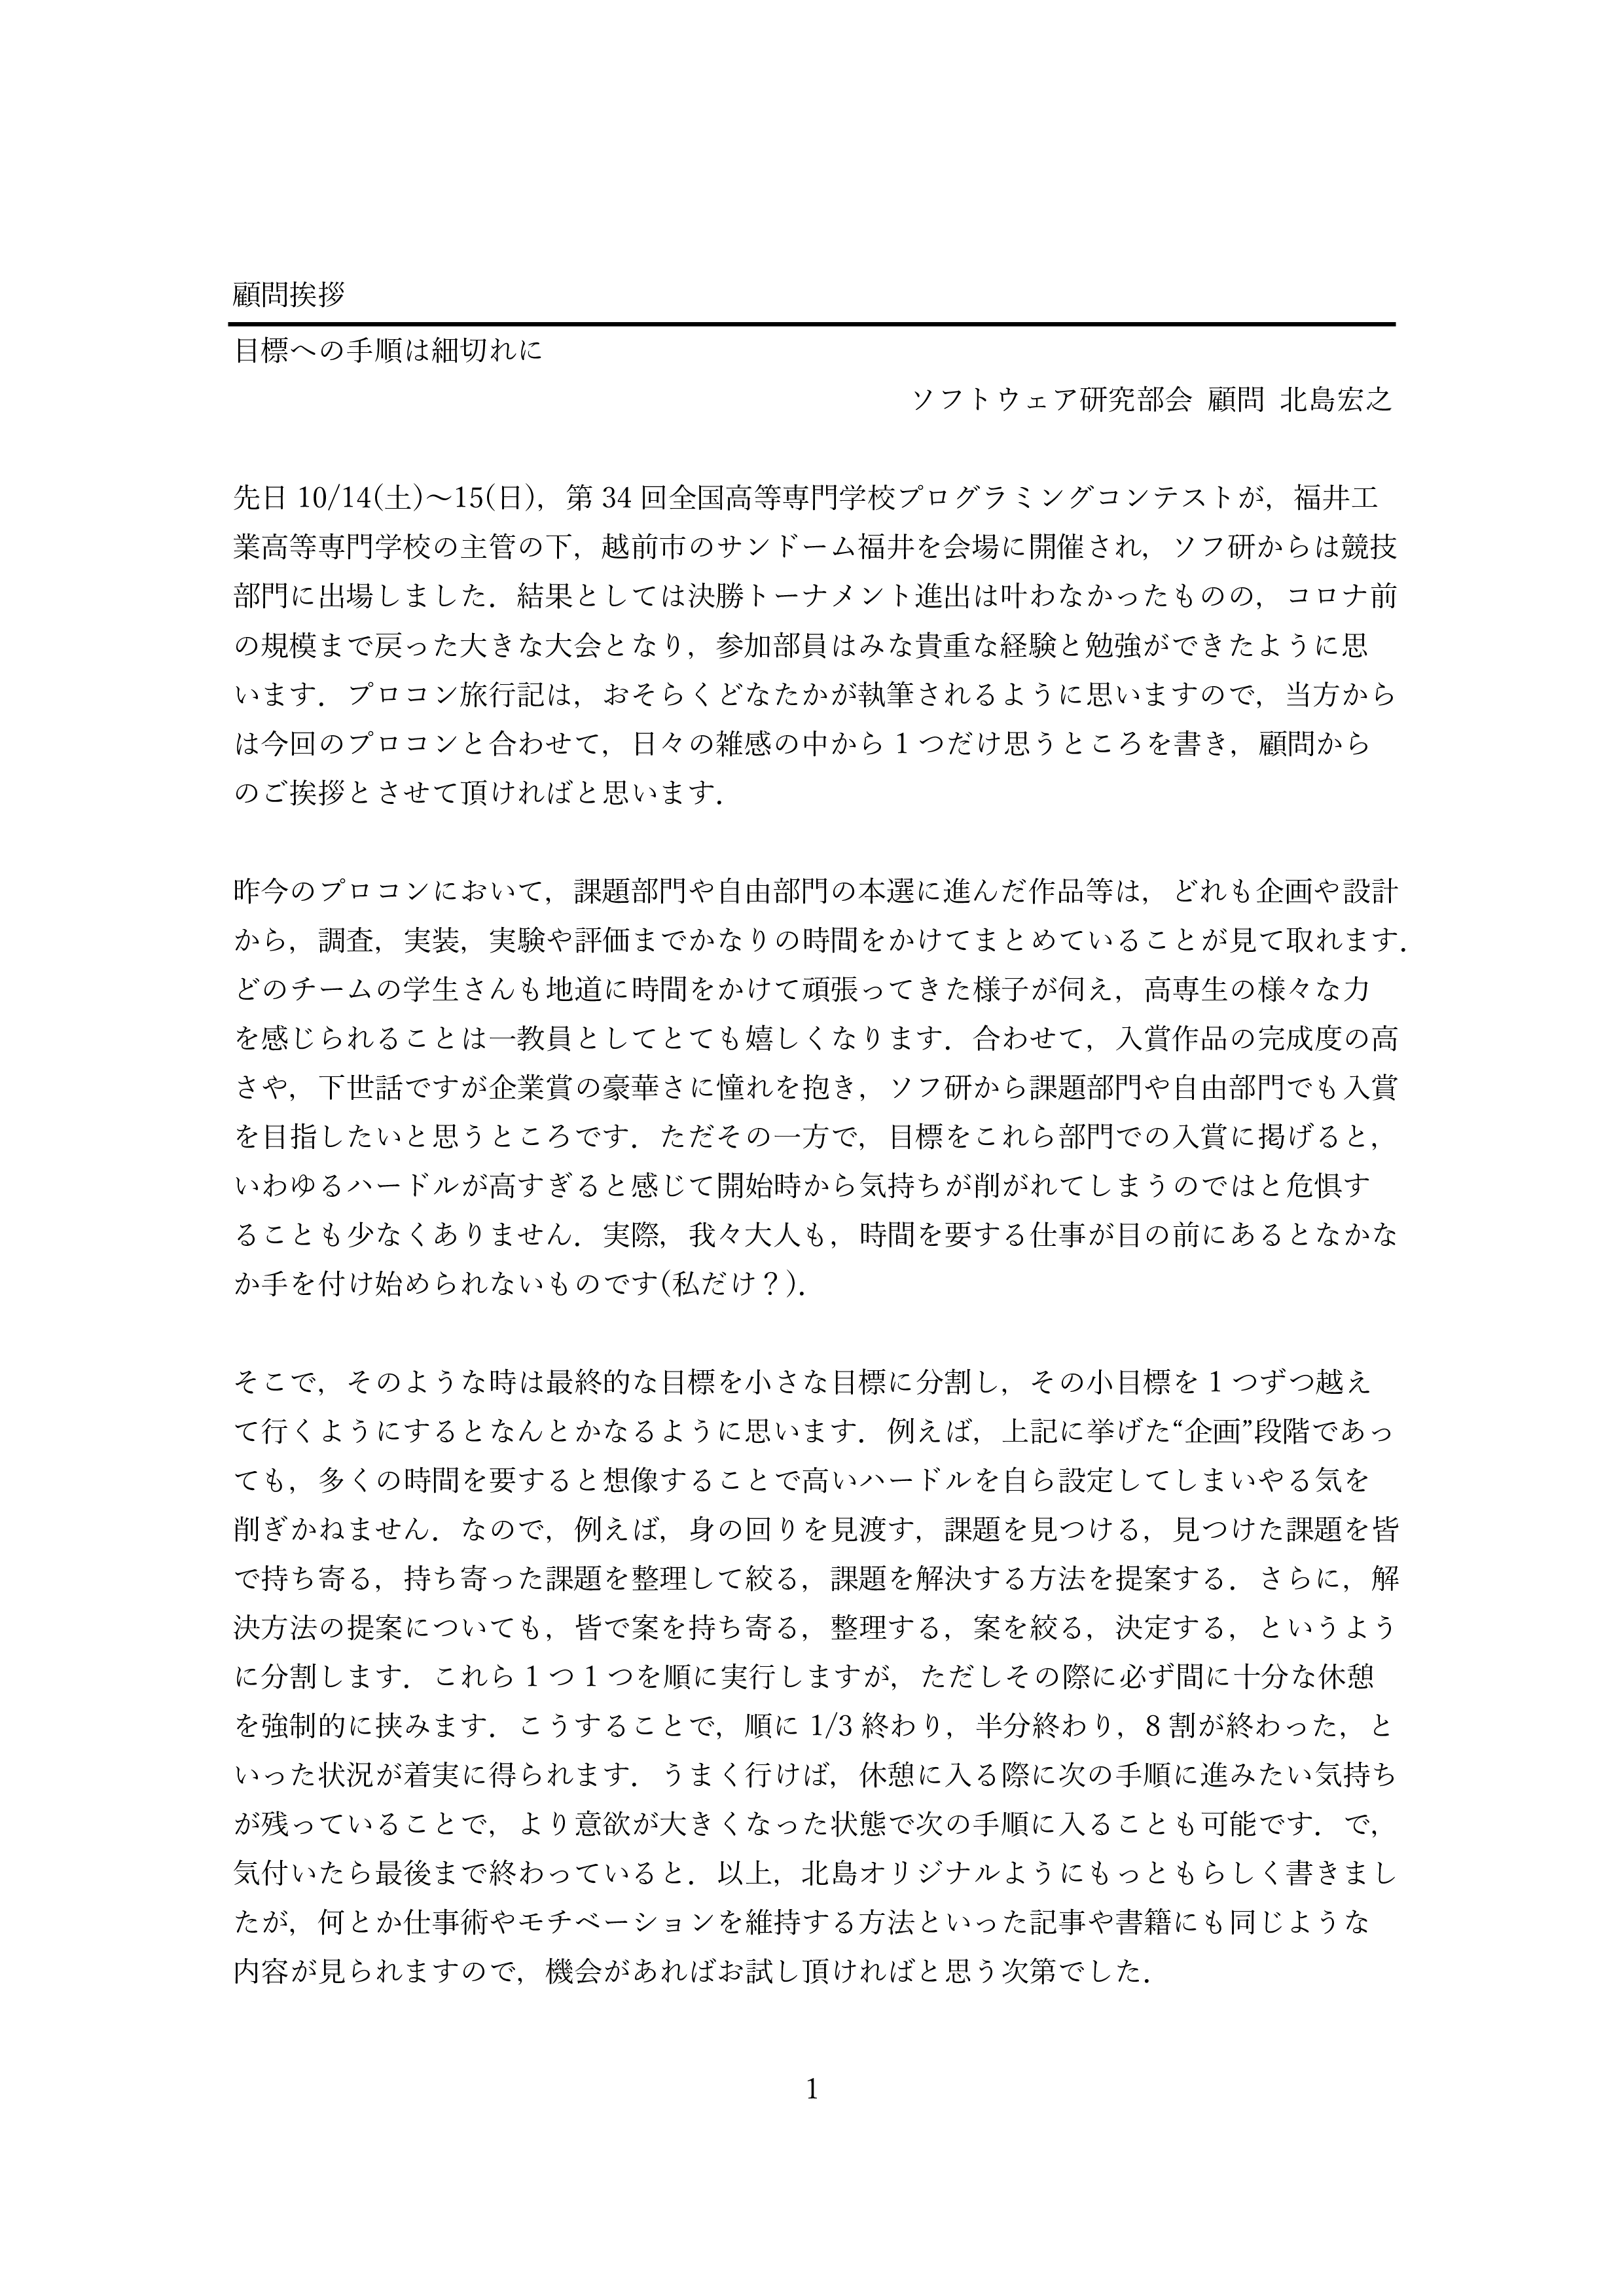 顧問挨拶
目標への手順は細切れに
ソフトウェア研究部会 顧問 北島宏之
先日 10/14(土)～15(日)，第 34 回全国高等専門学校プログラミングコンテストが，福井工
業高等専門学校の主管の下，越前市のサンドーム福井を会場に開催され，ソフ研からは競技
部門に出場しました．結果としては決勝トーナメント進出は叶わなかったものの，コロナ前
の規模まで戻った大きな大会となり，参加部員はみな貴重な経験と勉強ができたように思
います．プロコン旅行記は，おそらくどなたかが執筆されるように思いますので，当方から
は今回のプロコンと合わせて，日々の雑感の中から 1 つだけ思うところを書き，顧問から
のご挨拶とさせて頂ければと思います．
昨今のプロコンにおいて，課題部門や自由部門の本選に進んだ作品等は，どれも企画や設計
から，調査，実装，実験や評価までかなりの時間をかけてまとめていることが見て取れます．
どのチームの学生さんも地道に時間をかけて頑張ってきた様子が伺え，高専生の様々な力
を感じられることは一教員としてとても嬉しくなります．合わせて，入賞作品の完成度の高
さや，下世話ですが企業賞の豪華さに憧れを抱き，ソフ研から課題部門や自由部門でも入賞
を目指したいと思うところです．ただその一方で，目標をこれら部門での入賞に掲げると，
いわゆるハードルが高すぎると感じて開始時から気持ちが削がれてしまうのではと危惧す
ることも少なくありません．実際，我々大人も，時間を要する仕事が目の前にあるとなかな
か手を付け始められないものです(私だけ？)．
そこで，そのような時は最終的な目標を小さな目標に分割し，その小目標を 1 つずつ越え
て行くようにするとなんとかなるように思います．例えば，上記に挙げた“企画”段階であっ
ても，多くの時間を要すると想像することで高いハードルを自ら設定してしまいやる気を
削ぎかねません．なので，例えば，身の回りを見渡す，課題を見つける，見つけた課題を皆
で持ち寄る，持ち寄った課題を整理して絞る，課題を解決する方法を提案する．さらに，解
決方法の提案についても，皆で案を持ち寄る，整理する，案を絞る，決定する，というよう
に分割します．これら 1 つ 1 つを順に実行しますが，ただしその際に必ず間に十分な休憩
を強制的に挟みます．こうすることで，順に 1/3 終わり，半分終わり，8 割が終わった，と
いった状況が着実に得られます．うまく行けば，休憩に入る際に次の手順に進みたい気持ち
が残っていることで，より意欲が大きくなった状態で次の手順に入ることも可能です．で，
気付いたら最後まで終わっていると．以上，北島オリジナルようにもっともらしく書きまし
たが，何とか仕事術やモチベーションを維持する方法といった記事や書籍にも同じような
内容が見られますので，機会があればお試し頂ければと思う次第でした．
1